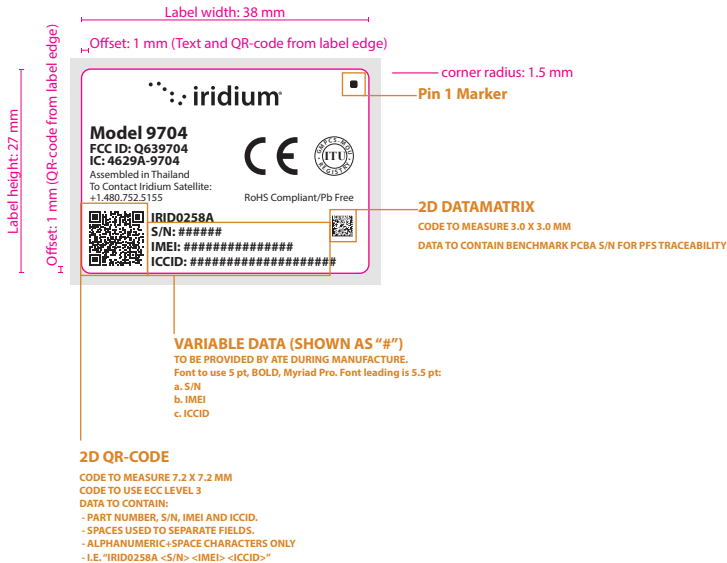 Label width: 38 mm
Offset: 1 mm (Text and QR-code from label edge)
corner radius: 1.5 mm
Label height: 27 mm
Offset: 1 mm (QR-code from label edge)
iridium
Pin 1 Marker
Model 9704
FCC ID: Q639704
IC: 4629A-9704
Assembled in Thailand
To Contact Iridium Satellite:
+1.480.752.5155
CE
GMPCS-MOU
ITU
REGISTRY
RoHS Compliant/Pb Free
IRID0258A
S/N: ######
IMEI: ###############
ICCID: ####################
2D DATAMATRIX
CODE TO MEASURE 3.0 X 3.0 MM
DATA TO CONTAIN BENCHMARK PCBA S/N FOR PFS TRACEABILITY
VARIABLE DATA (SHOWN AS “#”)
TO BE PROVIDED BY ATE DURING MANUFACTURE.
Font to use 5 pt, BOLD, Myriad Pro. Font leading is 5.5 pt:
a. S/N
b. IMEI
c. ICCID
2D QR-CODE
CODE TO MEASURE 7.2 X 7.2 MM
CODE TO USE ECC LEVEL 3
DATA TO CONTAIN:
- PART NUMBER, S/N, IMEI AND ICCID.
- SPACES USED TO SEPARATE FIELDS.
- ALPHANUMERIC+SPACE CHARACTERS ONLY
- I.E. “IRID0258A <S/N> <IMEI> <ICCID>”